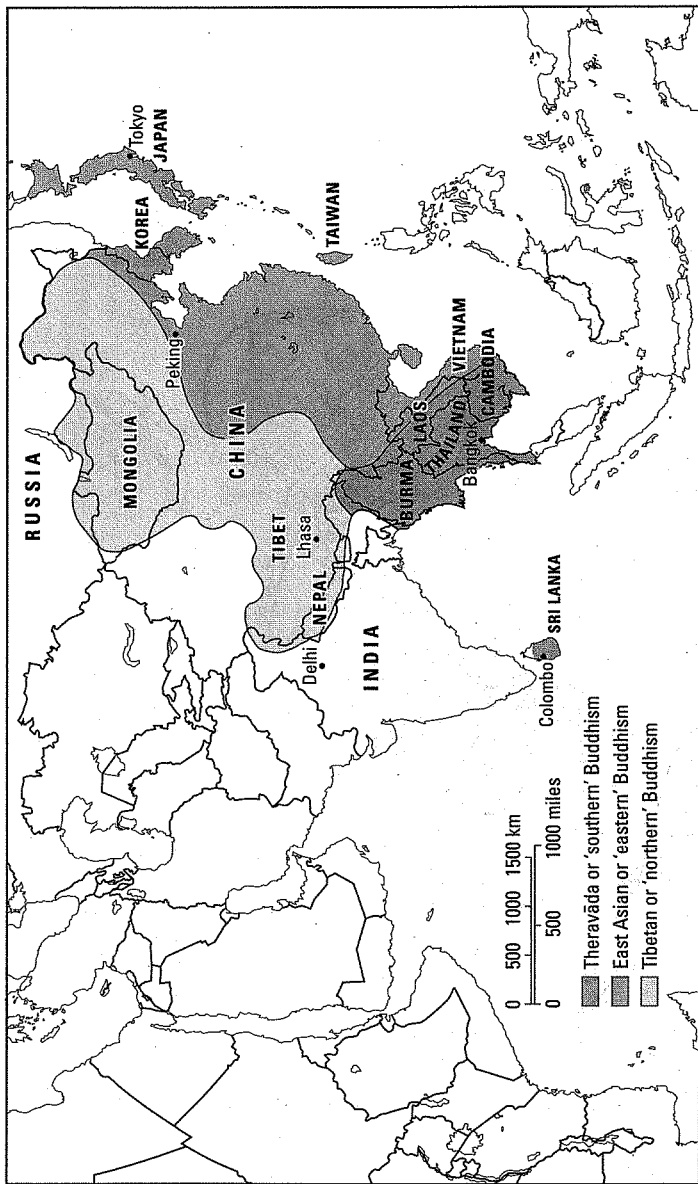 RUSSIA
MONGOLIA
CHINA
Peking
KOREA
Tokyo
JAPAN
TAIWAN
TIBET
Lhasa
NEPAL
Delhi
INDIA
BURMA
LAOS
THAILAND
Bangkok
VIETNAM
CAMBODIA
Colombo
SRI LANKA
0 500 1000 1500 km
0 500 1000 miles
Theravāda or ‘southern’ Buddhism
East Asian or ‘eastern’ Buddhism
Tibetan or ‘northern’ Buddhism